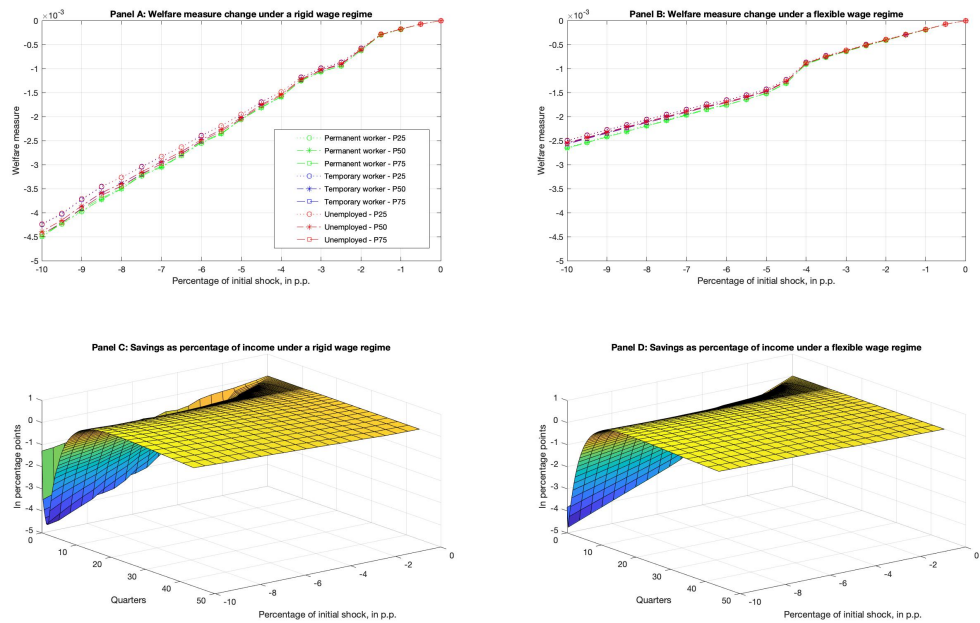 Panel A: Welfare measure change under a rigid wage regime
×10⁻³
0
-0.5
-1
-1.5
-2
-2.5
-3
-3.5
-4
-4.5
-5
Welfare measure
-10 -9 -8 -7 -6 -5 -4 -3 -2 -1 0
Percentage of initial shock, in p.p.
Permanent worker - P25
Permanent worker - P50
Permanent worker - P75
Temporary worker - P25
Temporary worker - P50
Temporary worker - P75
Unemployed - P25
Unemployed - P50
Unemployed - P75
Panel B: Welfare measure change under a flexible wage regime
×10⁻³
0
-0.5
-1
-1.5
-2
-2.5
-3
-3.5
-4
-4.5
-5
Welfare measure
-10 -9 -8 -7 -6 -5 -4 -3 -2 -1 0
Percentage of initial shock, in p.p.
Panel C: Savings as percentage of income under a rigid wage regime
1
0
-1
-2
-3
-4
-5
In percentage points
0
10
20
30
40
50
Quarters
-10
-8
-6
-4
-2
0
Percentage of initial shock, in p.p.
Panel D: Savings as percentage of income under a flexible wage regime
1
0
-1
-2
-3
-4
-5
In percentage points
0
10
20
30
40
50
Quarters
-10
-8
-6
-4
-2
0
Percentage of initial shock, in p.p.